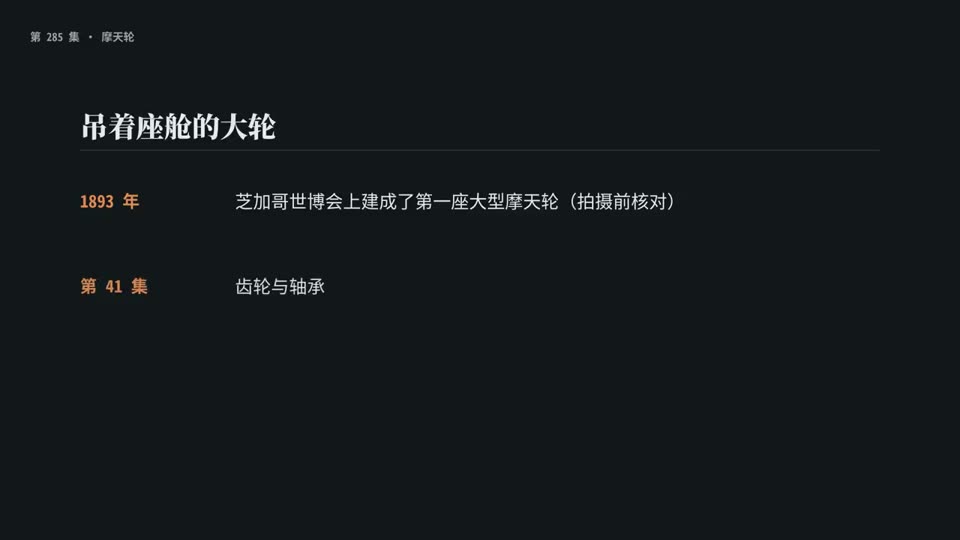 第 285 集 · 摩天轮
吊着座舱的大轮
1893 年 芝加哥世博会上建成了第一座大型摩天轮（拍摄前核对）
第 41 集 齿轮与轴承